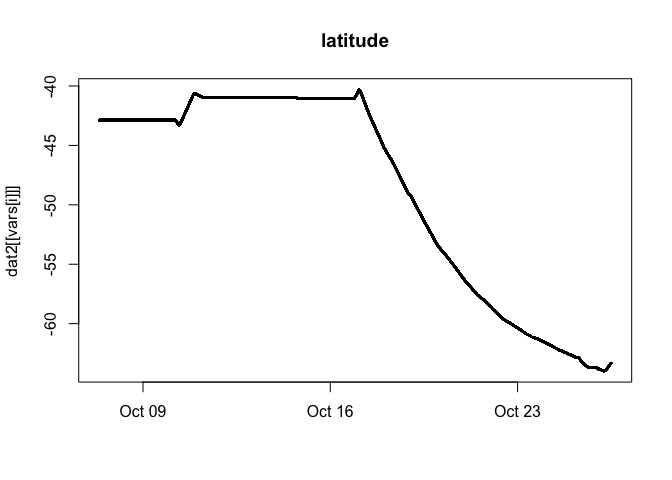 latitude
dat2[[vars[i]]]
-40
-45
-50
-55
-60
Oct 09
Oct 16
Oct 23